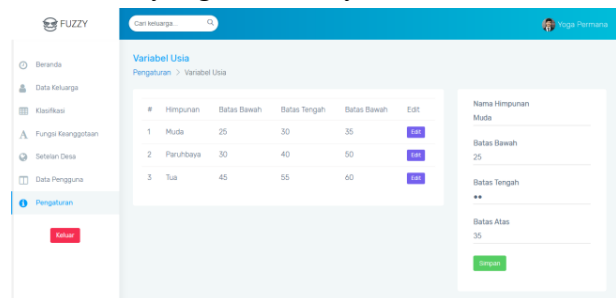 FUZZY
Cari keluarga...
Yoga Permana
Beranda
Data Keluarga
Klasifikasi
Fungsi Keanggotaan
Setelan Desa
Data Pengguna
Pengaturan
Keluar
Variabel Usia
Pengaturan > Variabel Usia
# Himpunan Batas Bawah Batas Tengah Batas Bawah Edit
1 Muda 25 30 35 Edit
2 Paruhbaya 30 40 50 Edit
3 Tua 45 55 60 Edit
Nama Himpunan
Muda
Batas Bawah
25
Batas Tengah
••
Batas Atas
35
Simpan